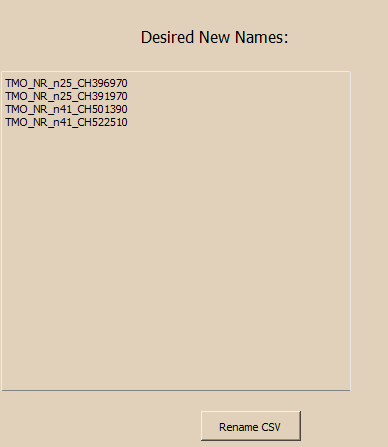 Desired New Names:
TMO_NR_n25_CH396970
TMO_NR_n25_CH391970
TMO_NR_n41_CH501390
TMO_NR_n41_CH522510
Rename CSV